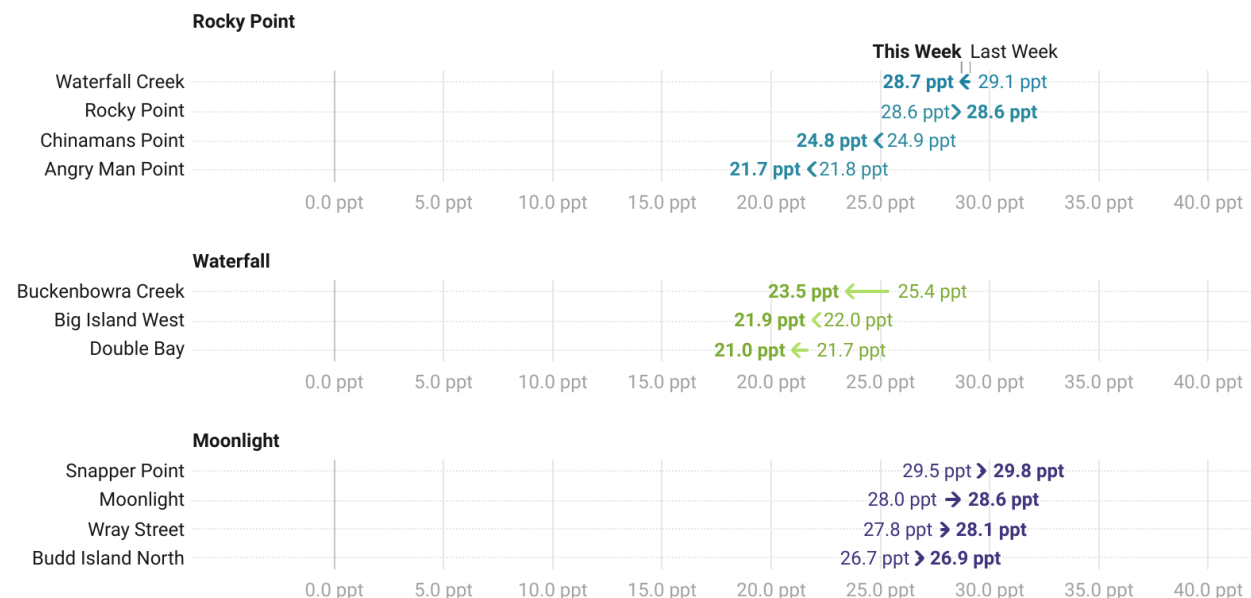 Rocky Point
This Week Last Week
Waterfall Creek 28.7 ppt 29.1 ppt
Rocky Point 28.6 ppt 28.6 ppt
Chinamans Point 24.8 ppt 24.9 ppt
Angry Man Point 21.7 ppt 21.8 ppt
0.0 ppt 5.0 ppt 10.0 ppt 15.0 ppt 20.0 ppt 25.0 ppt 30.0 ppt 35.0 ppt 40.0 ppt
Waterfall
Buckenbowra Creek 23.5 ppt 25.4 ppt
Big Island West 21.9 ppt 22.0 ppt
Double Bay 21.0 ppt 21.7 ppt
0.0 ppt 5.0 ppt 10.0 ppt 15.0 ppt 20.0 ppt 25.0 ppt 30.0 ppt 35.0 ppt 40.0 ppt
Moonlight
Snapper Point 29.5 ppt 29.8 ppt
Moonlight 28.0 ppt 28.6 ppt
Wray Street 27.8 ppt 28.1 ppt
Budd Island North 26.7 ppt 26.9 ppt
0.0 ppt 5.0 ppt 10.0 ppt 15.0 ppt 20.0 ppt 25.0 ppt 30.0 ppt 35.0 ppt 40.0 ppt